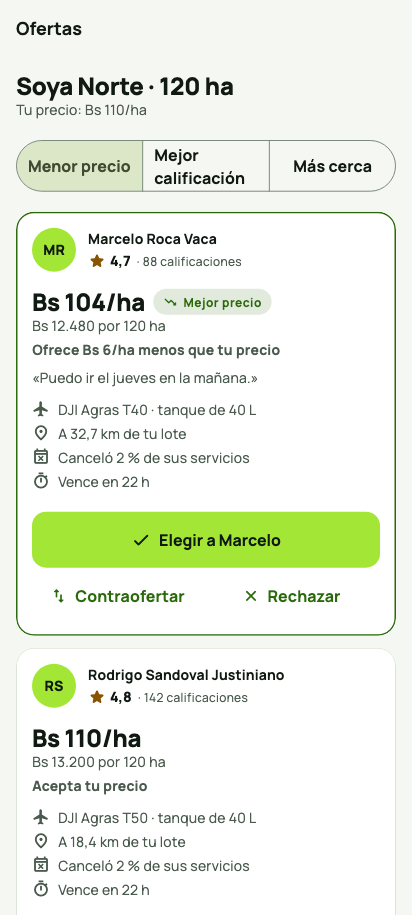 Ofertas
Soya Norte · 120 ha
Tu precio: Bs 110/ha
Menor precio
Mejor
calificación
Más cerca
MR
Marcelo Roca Vaca
4,7 · 88 calificaciones
Bs 104/ha
Mejor precio
Bs 12.480 por 120 ha
Ofrece Bs 6/ha menos que tu precio
«Puedo ir el jueves en la mañana.»
DJI Agras T40 · tanque de 40 L
A 32,7 km de tu lote
Canceló 2 % de sus servicios
Vence en 22 h
Elegir a Marcelo
Contraofertar
Rechazar
RS
Rodrigo Sandoval Justiniano
4,8 · 142 calificaciones
Bs 110/ha
Bs 13.200 por 120 ha
Acepta tu precio
DJI Agras T50 · tanque de 40 L
A 18,4 km de tu lote
Canceló 2 % de sus servicios
Vence en 22 h